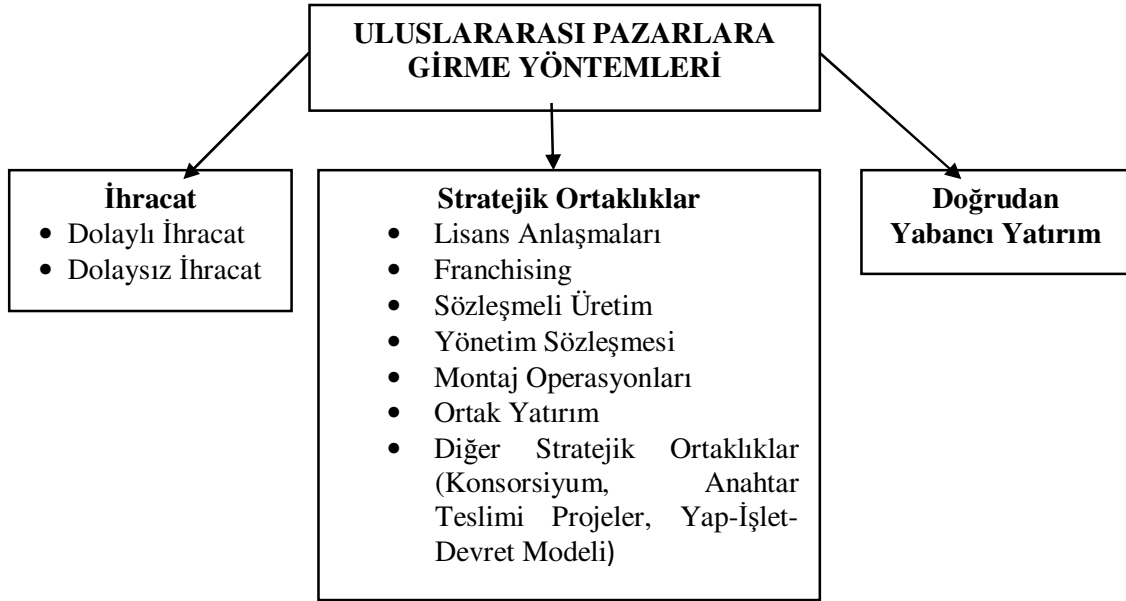 ULUSLARARASI PAZARLARA
GİRME YÖNTEMLERİ
İhracat
• Dolaylı İhracat
• Dolaysız İhracat
Stratejik Ortaklıklar
• Lisans Anlaşmaları
• Franchising
• Sözleşmeli Üretim
• Yönetim Sözleşmesi
• Montaj Operasyonları
• Ortak Yatırım
• Diğer Stratejik Ortaklıklar
(Konsorsiyum, Anahtar
Teslimi Projeler, Yap-İşlet-
Devret Modeli)
Doğrudan
Yabancı Yatırım